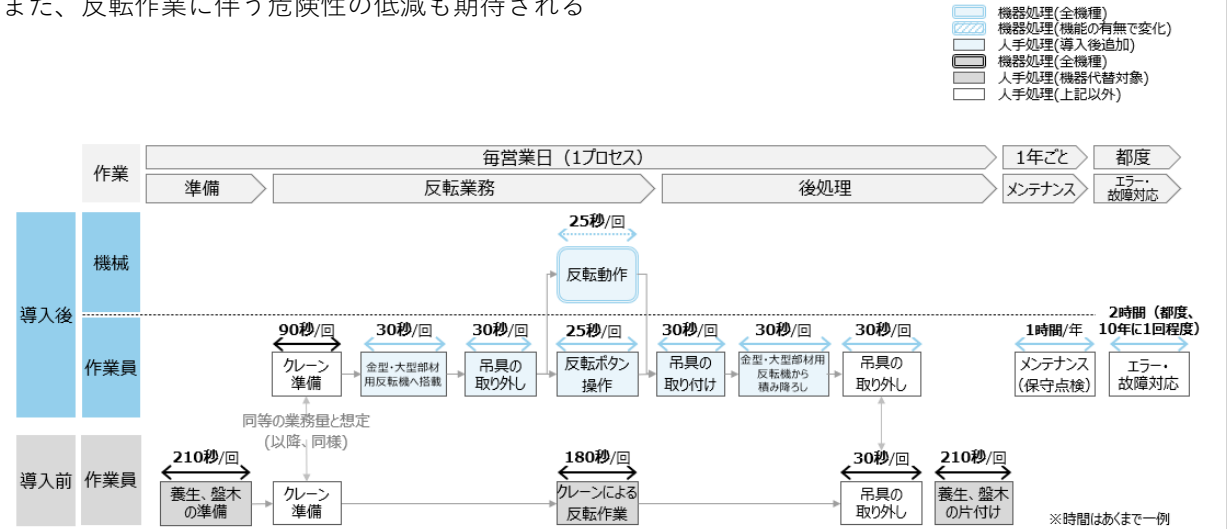 また、反転作業に伴う危険性の低減も期待される
機器処理(全機種)
機器処理(機能の有無で変化)
人手処理(導入後追加)
機器処理(全機種)
人手処理(機器代替対象)
人手処理(上記以外)
作業
毎営業日（1プロセス）
1年ごと
都度
準備
反転業務
後処理
メンテナンス
エラー・
故障対応
導入後
機械
25秒/回
反転動作
作業員
90秒/回
クレーン
準備
30秒/回
金型・大型部材
用反転機へ搭載
30秒/回
吊具の
取り外し
25秒/回
反転ボタン
操作
30秒/回
吊具の
取り付け
30秒/回
金型・大型部材用
反転機から
積み降ろし
30秒/回
吊具の
取り外し
1時間/年
メンテナンス
（保守点検）
2時間（都度、
10年に1回程度）
エラー・
故障対応
同等の業務量と想定
(以降、同様)
導入前
作業員
210秒/回
養生、盤木
の準備
クレーン
準備
180秒/回
クレーンによる
反転作業
30秒/回
吊具の
取り外し
210秒/回
養生、盤木
の片付け
※時間はあくまで一例